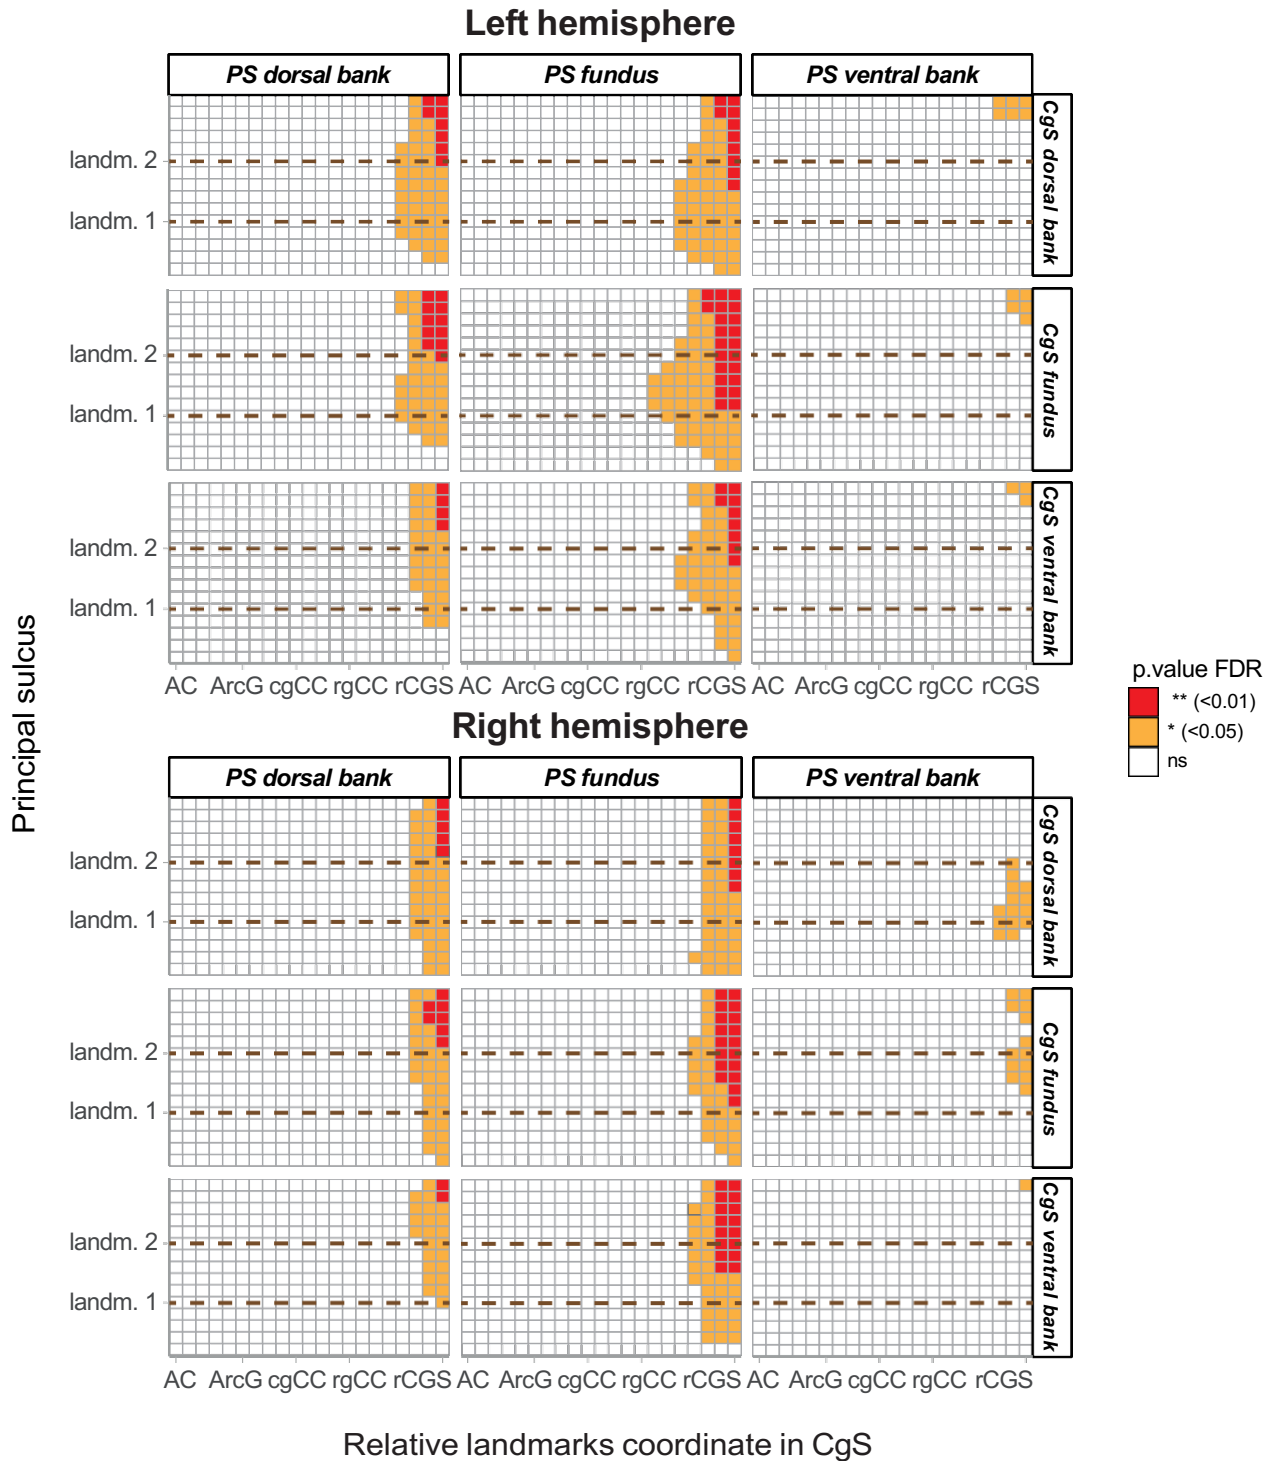 Left hemisphere
PS dorsal bank PS fundus PS ventral bank
CgS dorsal bank
landm. 2
landm. 1
CgS fundus
landm. 2
landm. 1
CgS ventral bank
landm. 2
landm. 1
AC ArcG cgCC rgCC rCGS AC ArcG cgCC rgCC rCGS AC ArcG cgCC rgCC rCGS
Principal sulcus
p.value FDR
** (<0.01)
* (<0.05)
ns
Right hemisphere
PS dorsal bank PS fundus PS ventral bank
CgS dorsal bank
landm. 2
landm. 1
CgS fundus
landm. 2
landm. 1
CgS ventral bank
landm. 2
landm. 1
AC ArcG cgCC rgCC rCGS AC ArcG cgCC rgCC rCGS AC ArcG cgCC rgCC rCGS
Relative landmarks coordinate in CgS